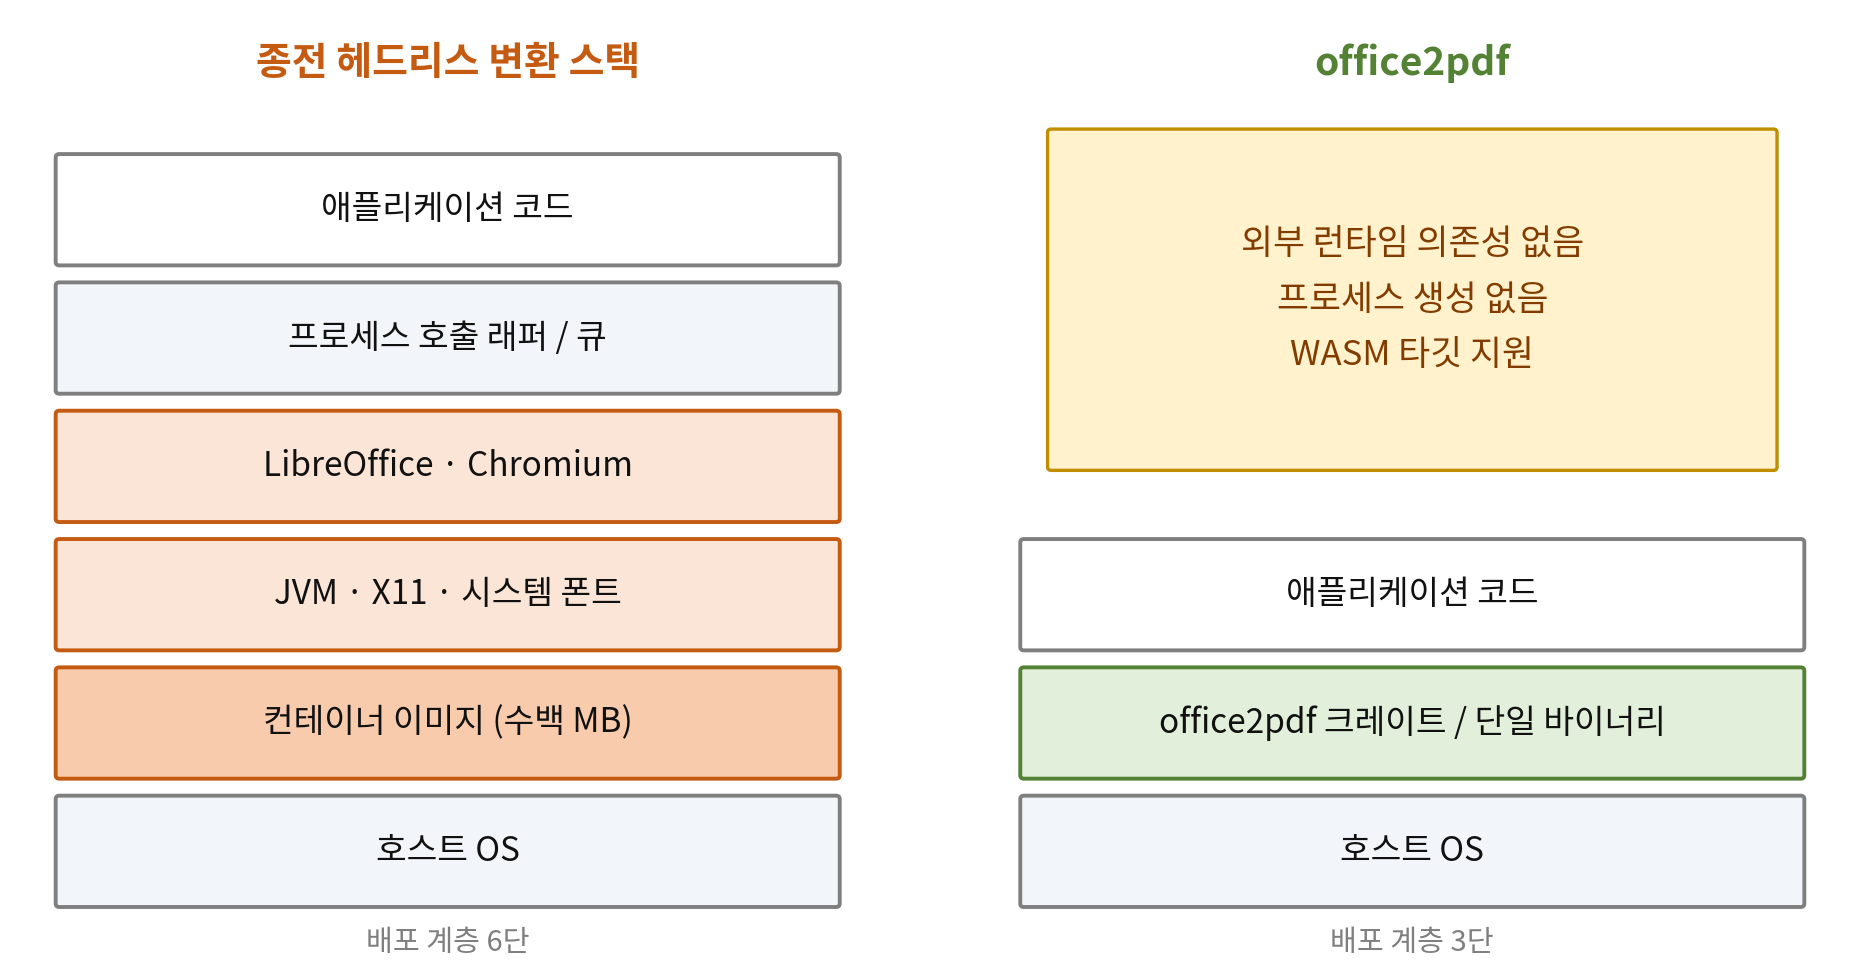 종전 헤드리스 변환 스택
애플리케이션 코드
프로세스 호출 래퍼 / 큐
LibreOffice · Chromium
JVM · X11 · 시스템 폰트
컨테이너 이미지 (수백 MB)
호스트 OS
배포 계층 6단
office2pdf
외부 런타임 의존성 없음
프로세스 생성 없음
WASM 타깃 지원
애플리케이션 코드
office2pdf 크레이트 / 단일 바이너리
호스트 OS
배포 계층 3단